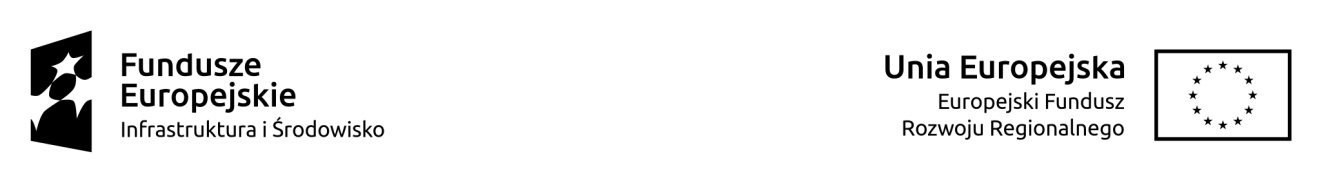 Fundusze
Europejskie
Infrastruktura i Środowisko
Unia Europejska
Europejski Fundusz
Rozwoju Regionalnego